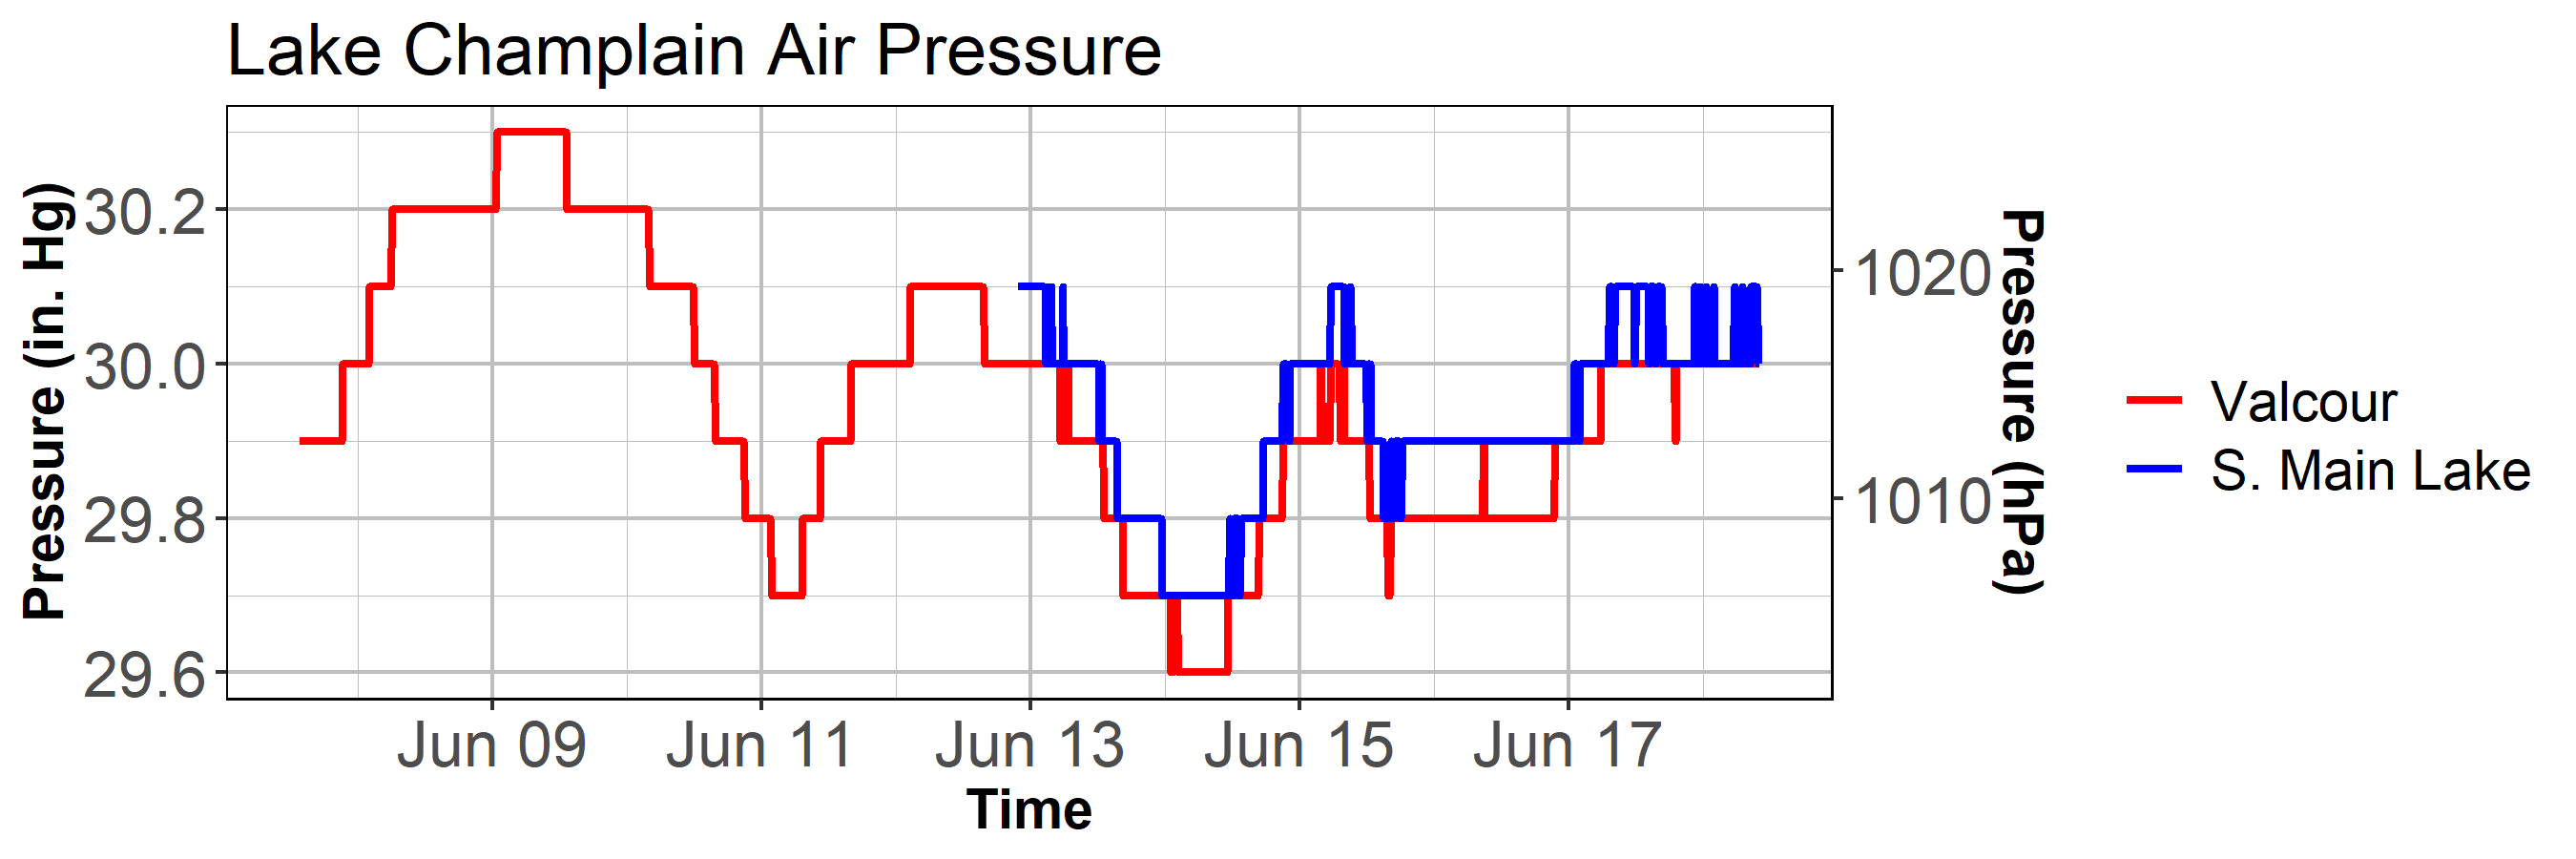 Lake Champlain Air Pressure
Pressure (in. Hg)
30.2
30.0
29.8
29.6
1020
1010
Pressure (hPa)
Jun 09 Jun 11 Jun 13 Jun 15 Jun 17
Time
Valcour
S. Main Lake